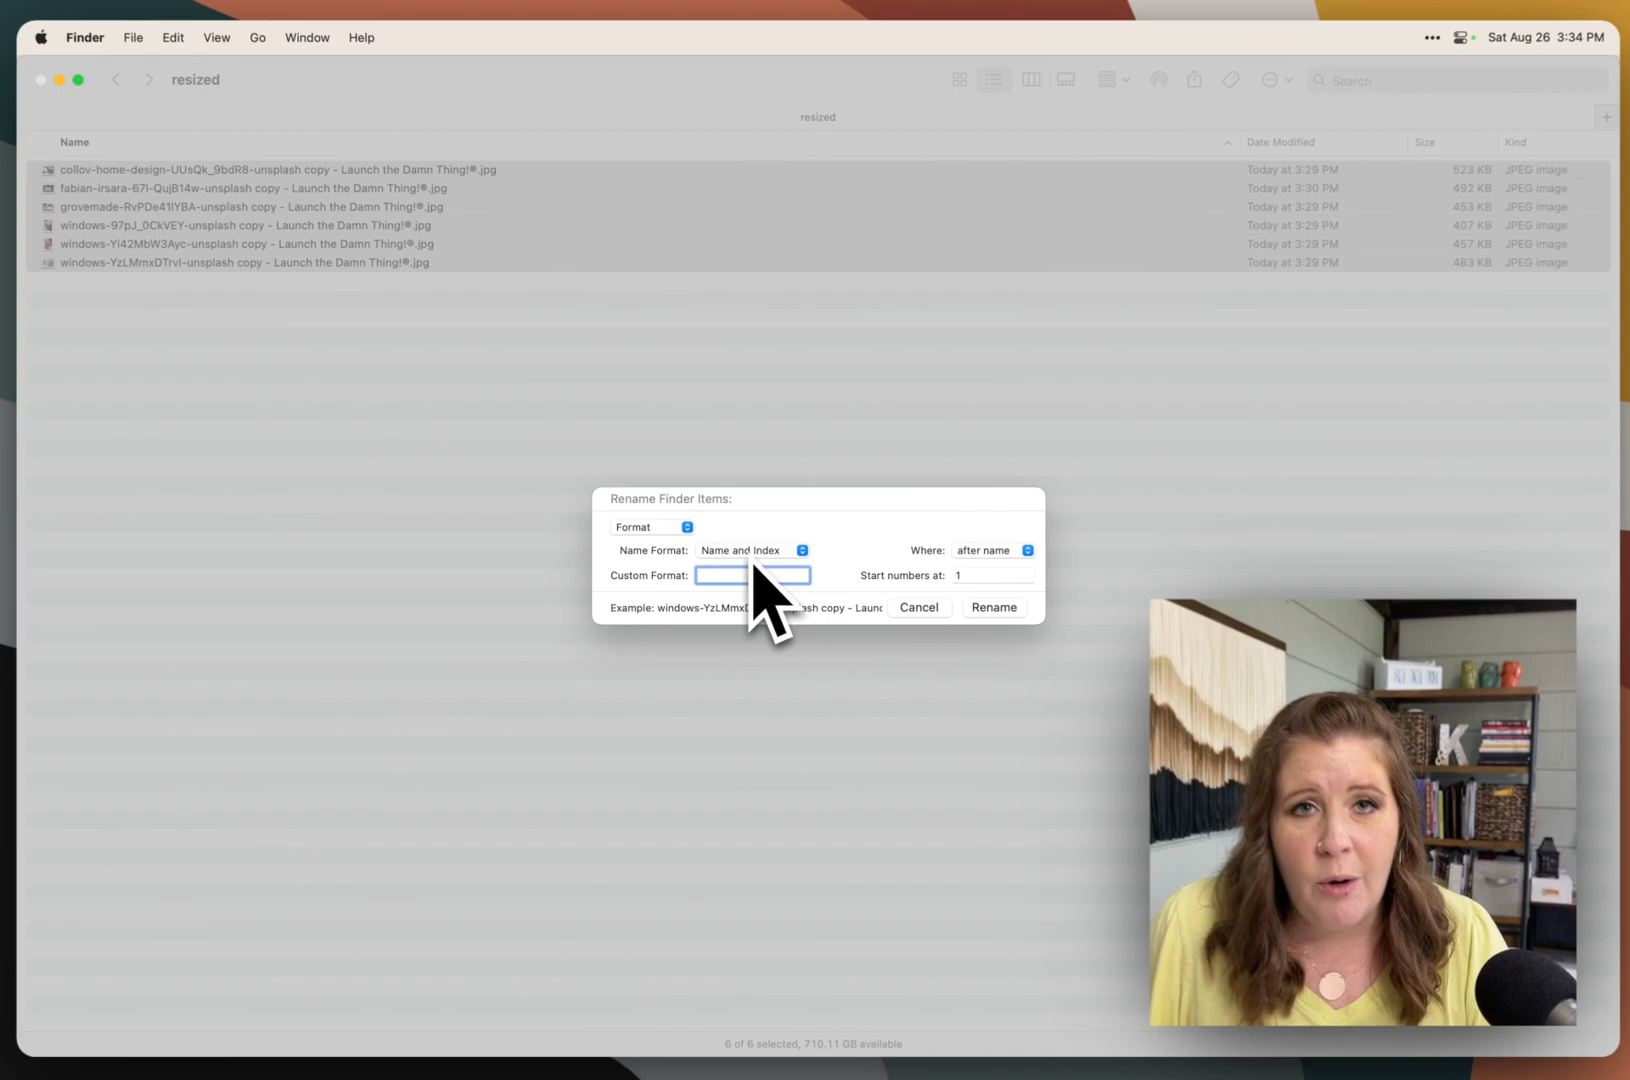 Finder File Edit View Go Window Help ••• Sat Aug 26 3:34 PM
resized Search
resized
Name Date Modified Size Kind
collov-home-design-UUsQk_9bdR8-unsplash copy - Launch the Damn Thing!®.jpg Today at 3:29 PM 523 KB JPEG image
fabian-irsara-67l-QujB14w-unsplash copy - Launch the Damn Thing!®.jpg Today at 3:30 PM 492 KB JPEG image
grovemade-RvPDe41lYBA-unsplash copy - Launch the Damn Thing!®.jpg Today at 3:29 PM 453 KB JPEG image
windows-97pJ_0CkVEY-unsplash copy - Launch the Damn Thing!®.jpg Today at 3:29 PM 407 KB JPEG image
windows-Yi42MbW3Ayc-unsplash copy - Launch the Damn Thing!®.jpg Today at 3:29 PM 457 KB JPEG image
windows-YzLMmxDTrvI-unsplash copy - Launch the Damn Thing!®.jpg Today at 3:29 PM 483 KB JPEG image
Rename Finder Items:
Format
Name Format: Name and Index Where: after name
Custom Format: Start numbers at: 1
Example: copy - Cancel Rename
READ
K
6 of 6 selected, 710.11 GB available